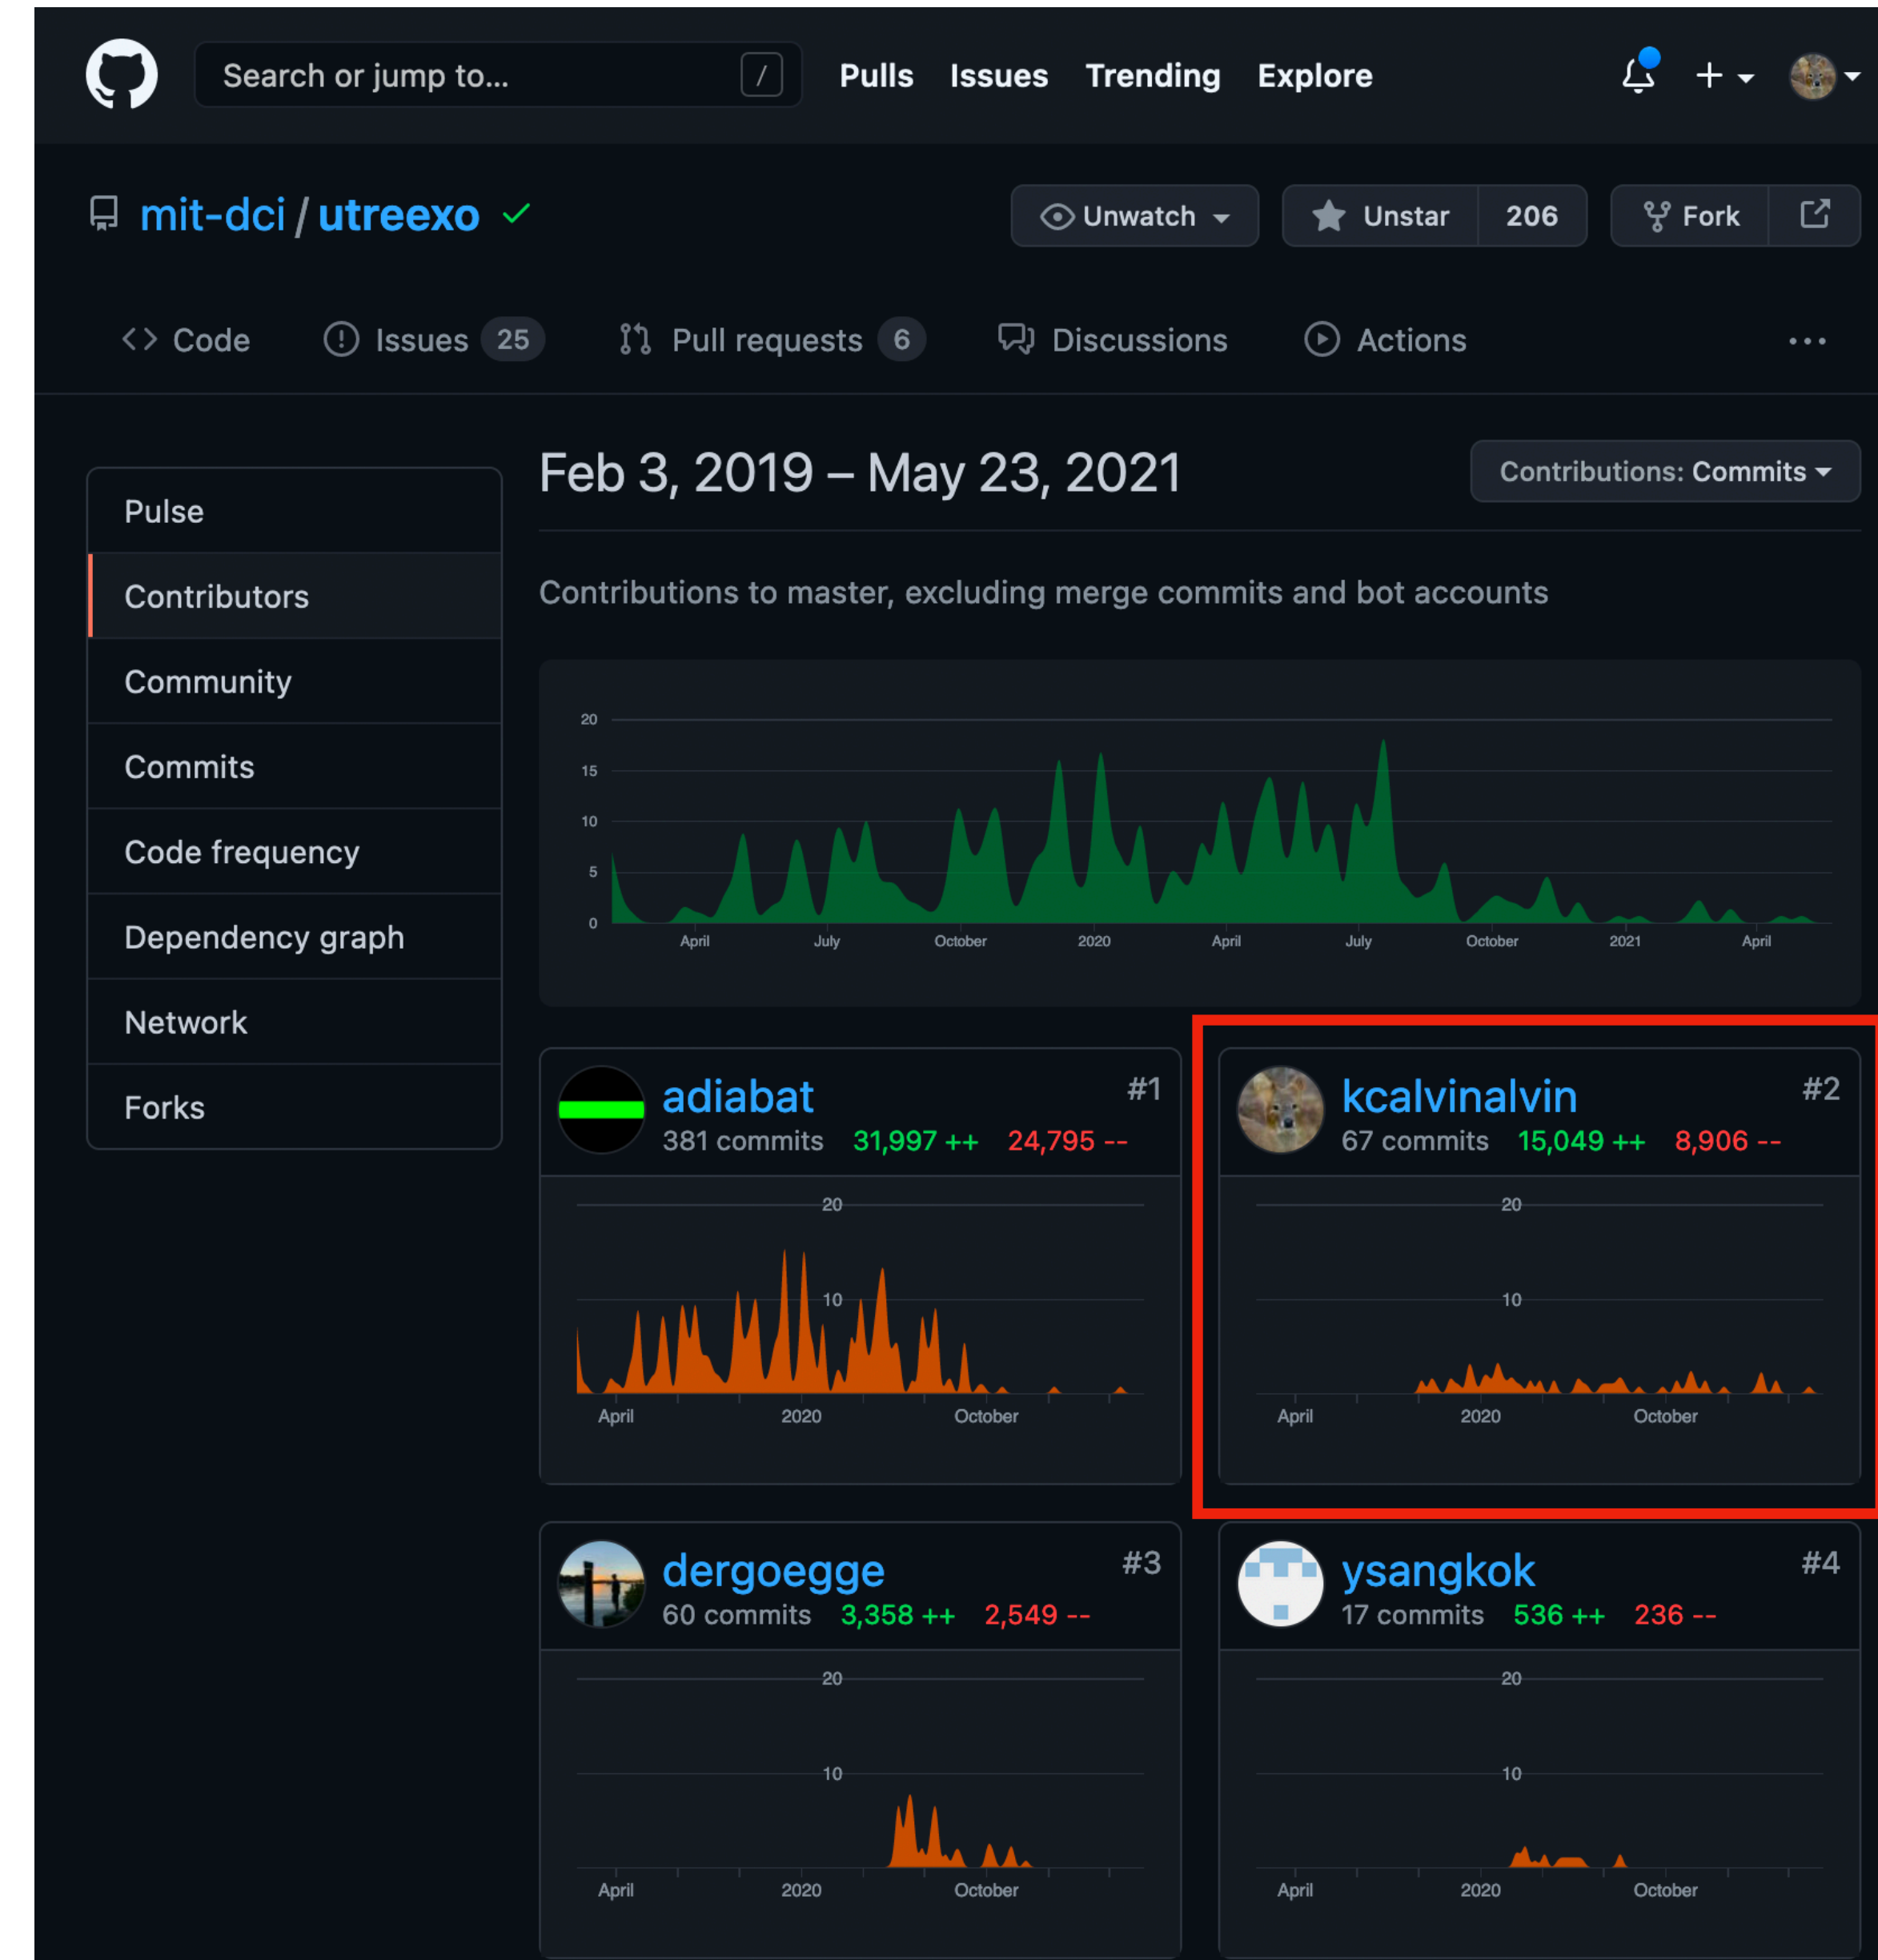 Search or jump to... / Pulls Issues Trending Explore
mit-dci / utreexo Unwatch Unstar 206 Fork
Code Issues 25 Pull requests 6 Discussions Actions ...
Pulse
Contributors
Community
Commits
Code frequency
Dependency graph
Network
Forks
Feb 3, 2019 – May 23, 2021 Contributions: Commits
Contributions to master, excluding merge commits and bot accounts
20
15
10
5
0
April July October 2020 April July October 2021 April
adiabat #1
381 commits 31,997 ++ 24,795 --
20
10
April 2020 October
kcalvinalvin #2
67 commits 15,049 ++ 8,906 --
20
10
April 2020 October
dergoegge #3
60 commits 3,358 ++ 2,549 --
20
10
April 2020 October
ysangkok #4
17 commits 536 ++ 236 --
20
10
April 2020 October